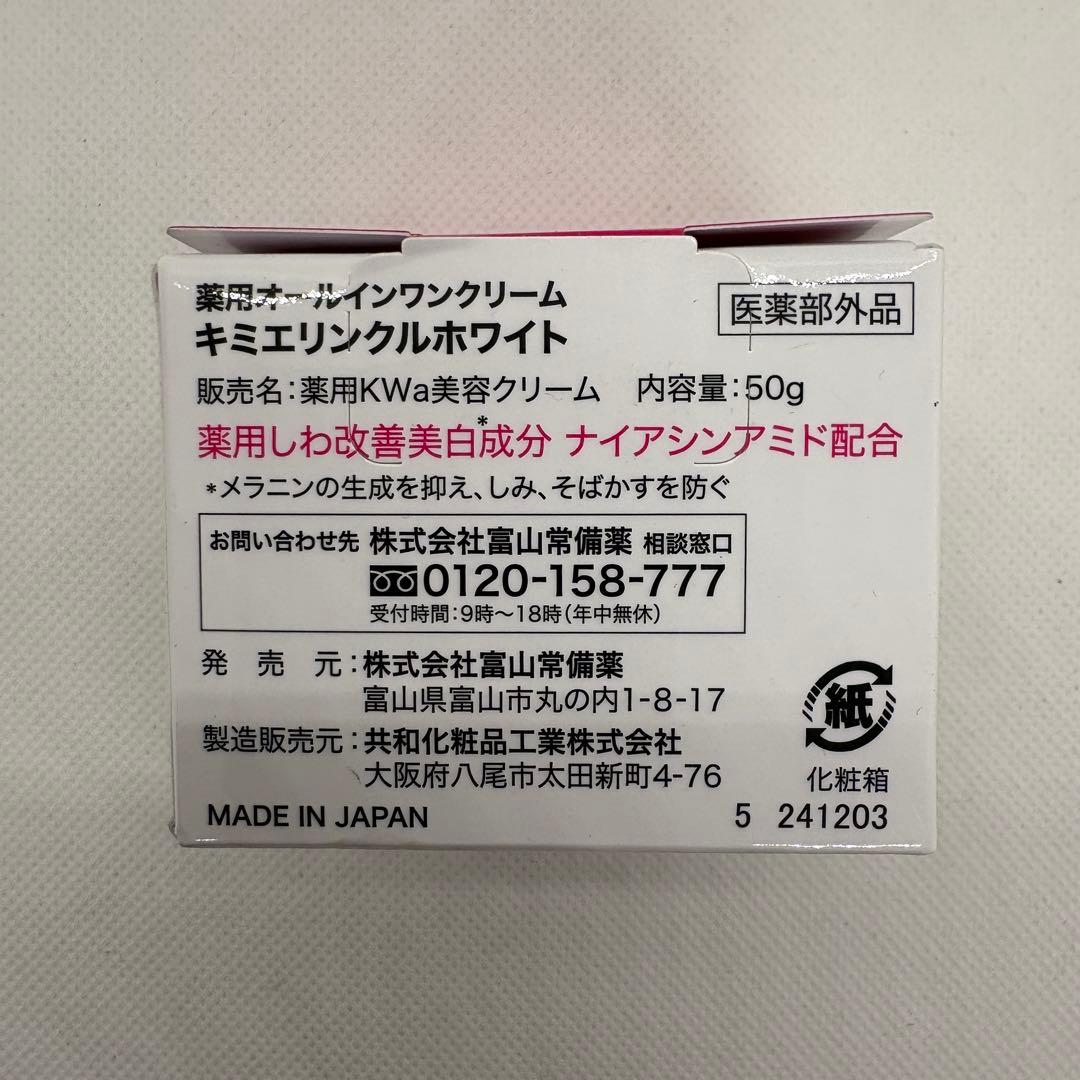 薬用オールインワンクリーム
キミエリンクルホワイト
医薬部外品
販売名:薬用KWa美容クリーム 内容量:50g
薬用しわ改善美白*成分 ナイアシンアミド配合
*メラニンの生成を抑え、しみ、そばかすを防ぐ
お問い合わせ先 株式会社富山常備薬 相談窓口
0120-158-777
受付時間:9時~18時(年中無休)
発売元:株式会社富山常備薬
富山県富山市丸の内1-8-17
製造販売元:共和化粧品工業株式会社
大阪府八尾市太田新町4-76
紙
化粧箱
MADE IN JAPAN
5 241203